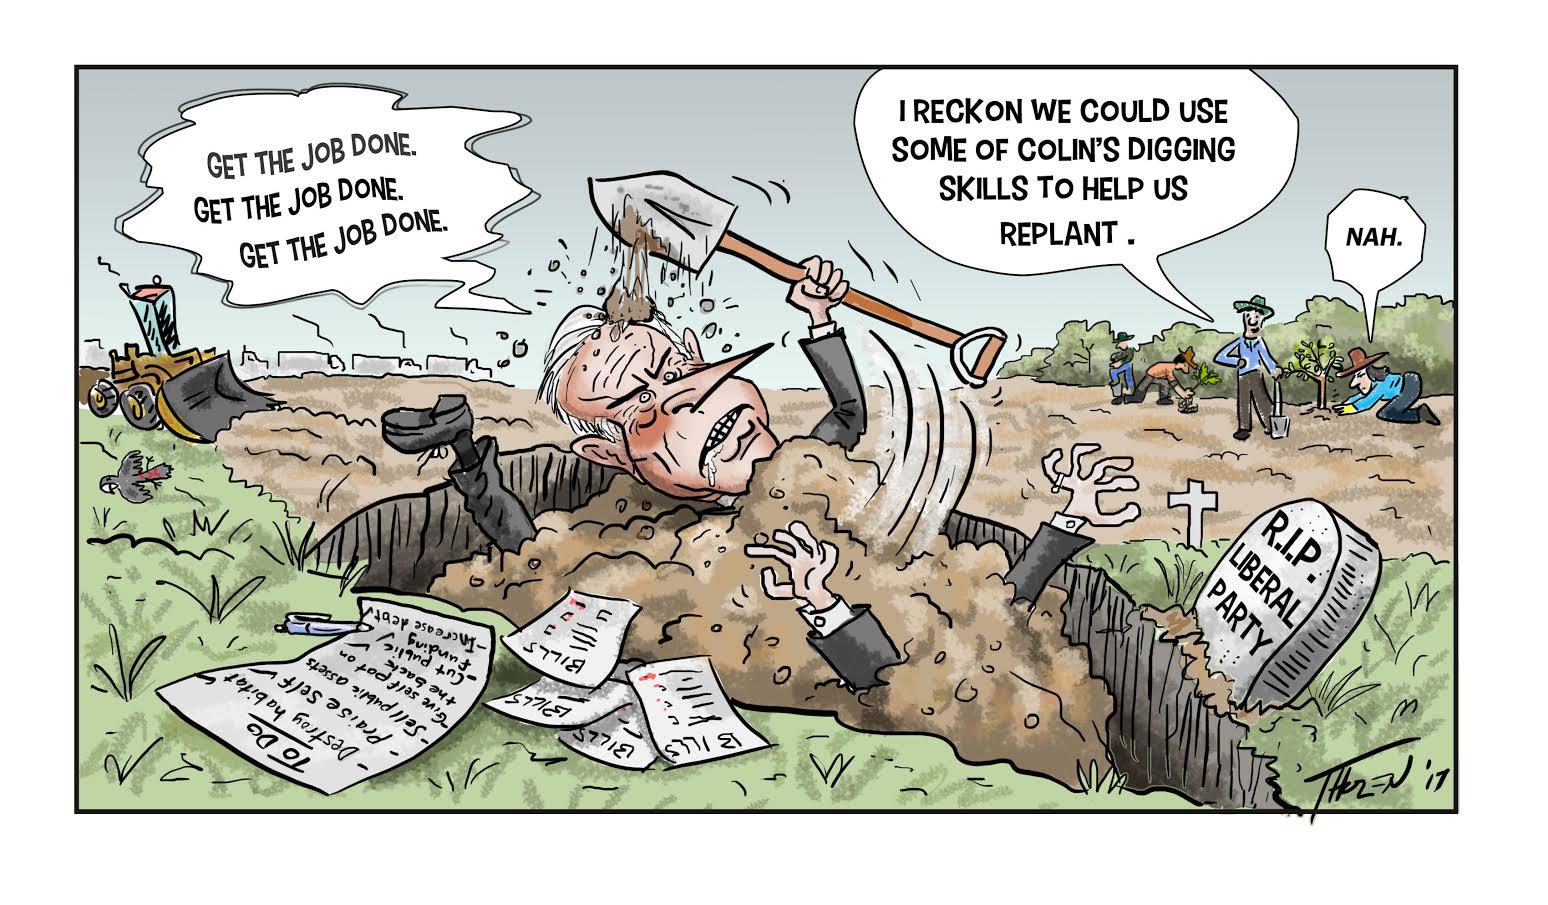 GET THE JOB DONE.
GET THE JOB DONE.
GET THE JOB DONE.
I RECKON WE COULD USE
SOME OF COLIN'S DIGGING
SKILLS TO HELP US
REPLANT .
NAH.
R.I.P.
LIBERAL
PARTY
TO DO
- Destroy habitat ✓
- Praise self ✓
- Sell public assets
- Give self pat on
the back ✓
- Cut public
funding
- Increase debt
BILLS
BILLS
BILLS
BILLS
THEREN '17